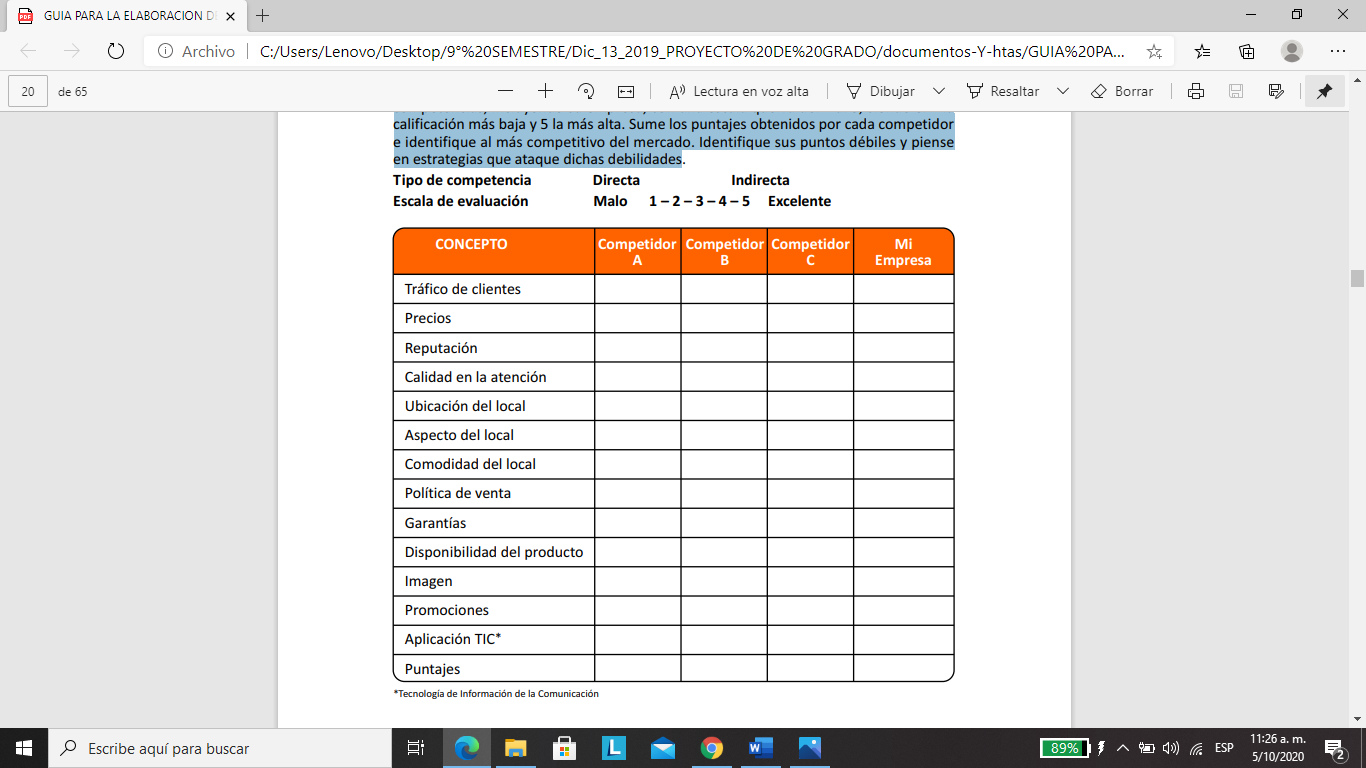 GUIA PARA LA ELABORACION D
Archivo
C:/Users/Lenovo/Desktop/9°%20SEMESTRE/Dic_13_2019_PROYECTO%20DE%20GRADO/documentos-Y-htas/GUIA%20PA...
20 de 65
Lectura en voz alta
Dibujar
Resaltar
Borrar
calificación más baja y 5 la más alta. Sume los puntajes obtenidos por cada competidor
e identifique al más competitivo del mercado. Identifique sus puntos débiles y piense
en estrategias que ataque dichas debilidades.
Tipo de competencia Directa Indirecta
Escala de evaluación Malo 1 – 2 – 3 – 4 – 5 Excelente
CONCEPTO Competidor A Competidor B Competidor C Mi Empresa
Tráfico de clientes
Precios
Reputación
Calidad en la atención
Ubicación del local
Aspecto del local
Comodidad del local
Política de venta
Garantías
Disponibilidad del producto
Imagen
Promociones
Aplicación TIC*
Puntajes
*Tecnología de Información de la Comunicación
Escribe aquí para buscar
89%
ESP
11:26 a. m.
5/10/2020
2